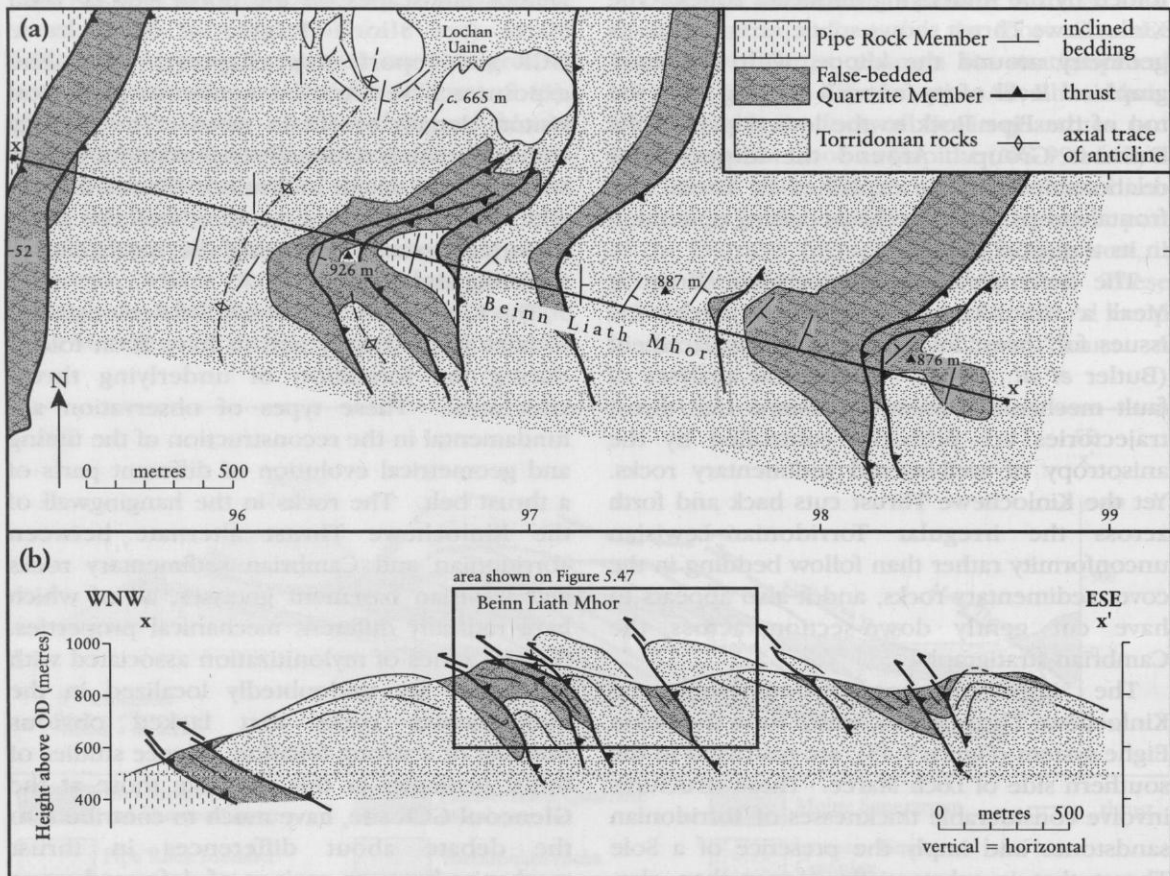 (a)
Lochan
Uaine
c. 665 m
Pipe Rock Member
False-bedded
Quartzite Member
Torridonian rocks
inclined
bedding
thrust
axial trace
of anticline
x
52
926 m
887 m
Beinn Liath Mhor
876 m
x'
N
0 metres 500
96 97 98 99
(b)
area shown on Figure 5.47
WNW
x
Beinn Liath Mhor
ESE
x'
Height above OD (metres)
1000
800
600
400
0 metres 500
vertical = horizontal